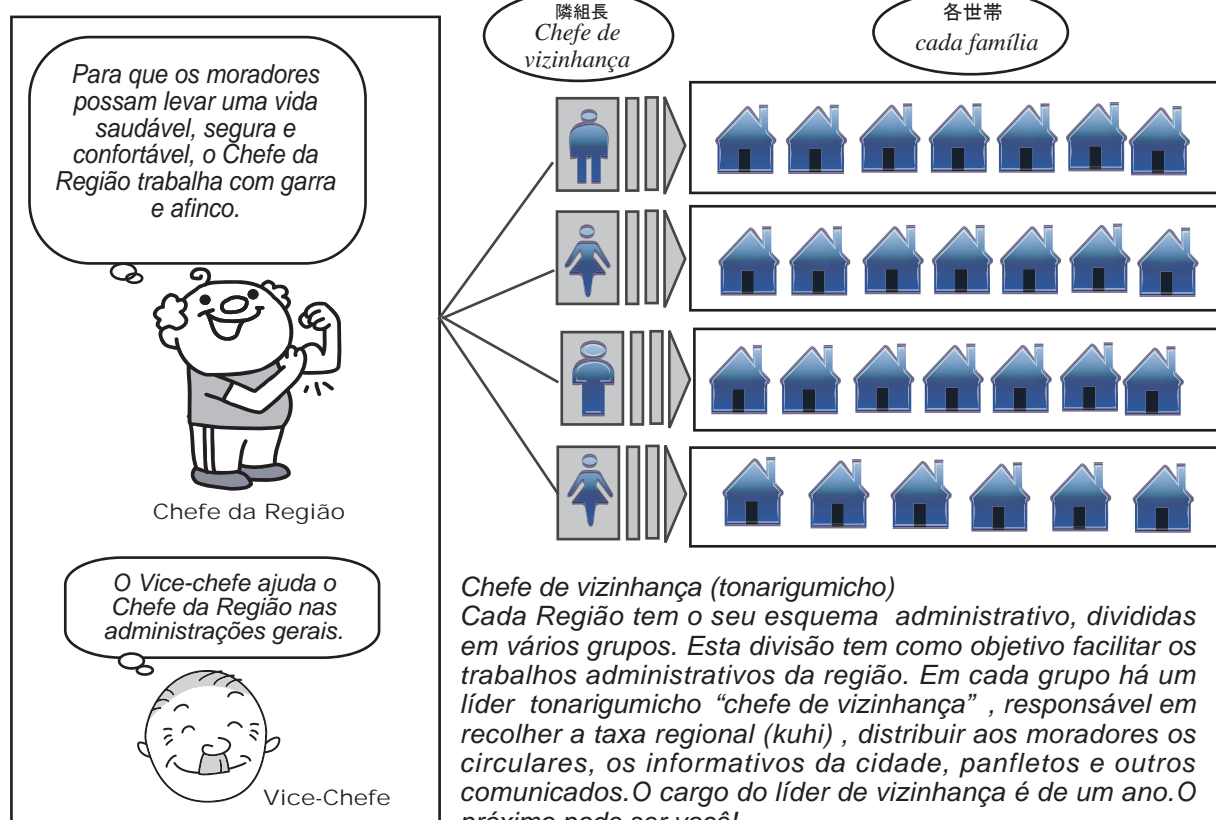 Para que os moradores
possam levar uma vida
saudável, segura e
confortável, o Chefe da
Região trabalha com garra
e afinco.
Chefe da Região
O Vice-chefe ajuda o
Chefe da Região nas
administrações gerais.
Vice-Chefe
隣組長
Chefe de
vizinhança
各世帯
cada família
Chefe de vizinhança (tonarigumicho)
Cada Região tem o seu esquema administrativo, divididas
em vários grupos. Esta divisão tem como objetivo facilitar os
trabalhos administrativos da região. Em cada grupo há um
líder tonarigumicho “chefe de vizinhança” , responsável em
recolher a taxa regional (kuhi) , distribuir aos moradores os
circulares, os informativos da cidade, panfletos e outros
comunicados.O cargo do líder de vizinhança é de um ano.O
próximo pode ser você!